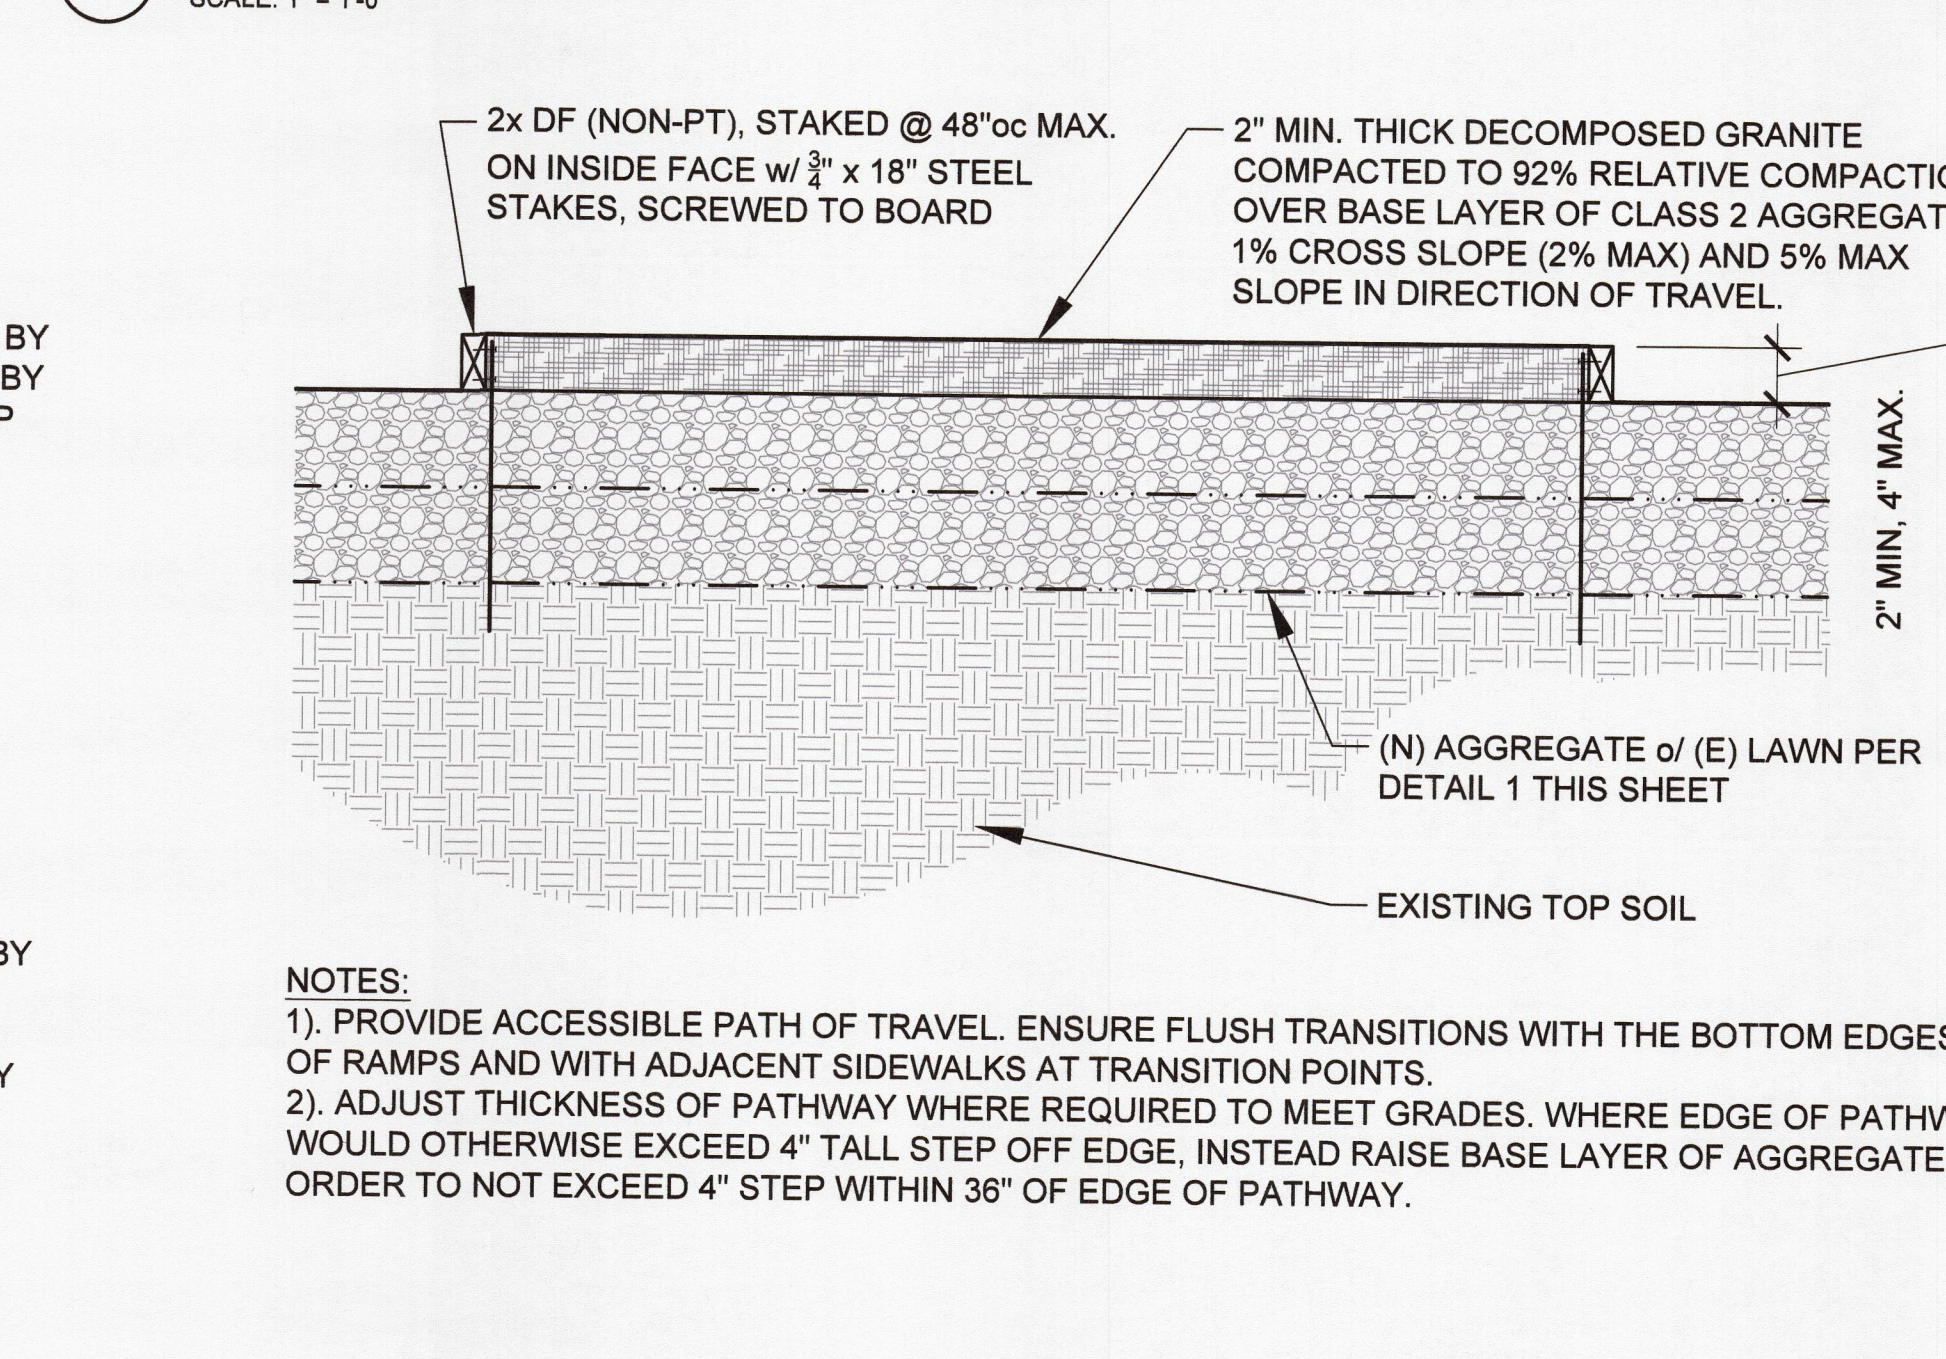 2x DF (NON-PT), STAKED @ 48"oc MAX.
ON INSIDE FACE w/ 3/4" x 18" STEEL
STAKES, SCREWED TO BOARD
2" MIN. THICK DECOMPOSED GRANITE
COMPACTED TO 92% RELATIVE
OVER BASE LAYER OF CLASS 2
1% CROSS SLOPE (2% MAX) AND 5% MAX
SLOPE IN DIRECTION OF TRAVEL.
BY
BY
2" MIN, 4" MAX.
(N) AGGREGATE o/ (E) LAWN PER
DETAIL 1 THIS SHEET
EXISTING TOP SOIL
BY
NOTES:
1). PROVIDE ACCESSIBLE PATH OF TRAVEL. ENSURE FLUSH TRANSITIONS WITH THE BOTTOM EDGES
OF RAMPS AND WITH ADJACENT SIDEWALKS AT TRANSITION POINTS.
2). ADJUST THICKNESS OF PATHWAY WHERE REQUIRED TO MEET GRADES. WHERE EDGE OF
WOULD OTHERWISE EXCEED 4" TALL STEP OFF EDGE, INSTEAD RAISE BASE LAYER OF AGGREGATE
ORDER TO NOT EXCEED 4" STEP WITHIN 36" OF EDGE OF PATHWAY.